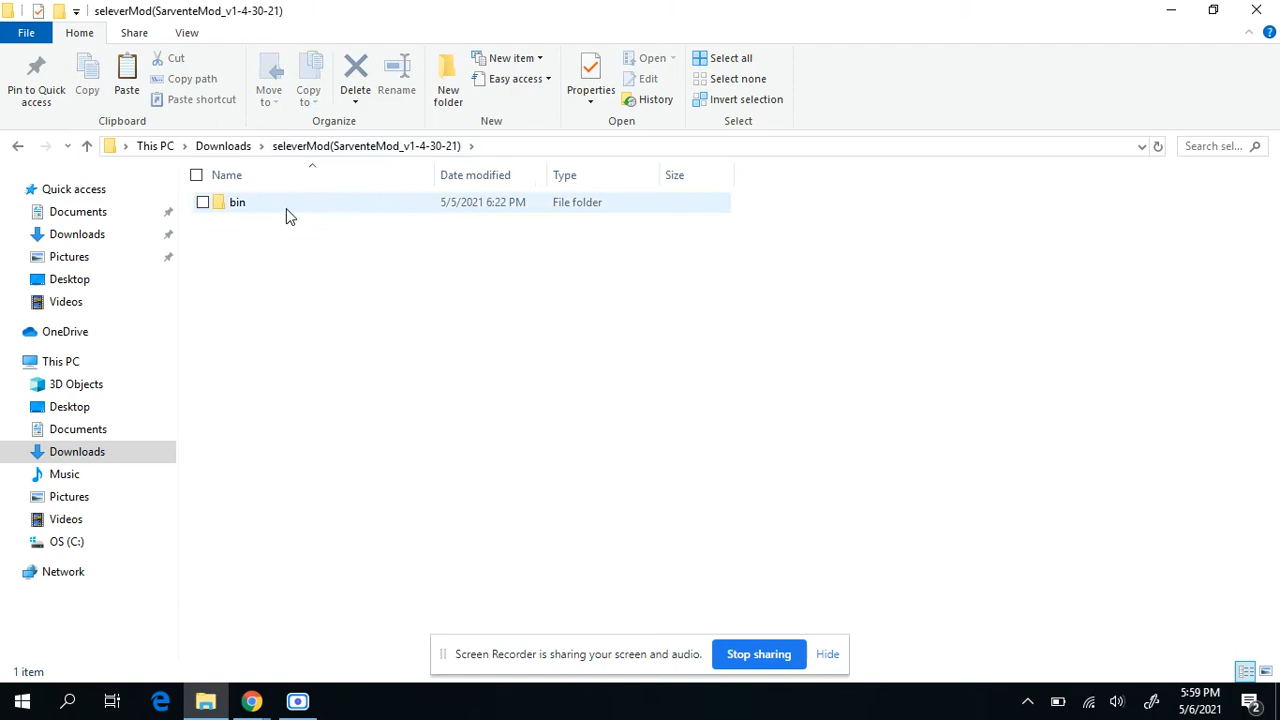 seleverMod(SarventeMod_v1-4-30-21)
File Home Share View
Pin to Quick access
Copy
Paste
Cut
Copy path
Paste shortcut
Clipboard
Move to
Copy to
Delete
Rename
Organize
New folder
New item
Easy access
New
Properties
Open
Edit
History
Open
Select all
Select none
Invert selection
Select
This PC Downloads seleverMod(SarventeMod_v1-4-30-21)
Search sel...
Name Date modified Type Size
bin 5/5/2021 6:22 PM File folder
Quick access
Documents
Downloads
Pictures
Desktop
Videos
OneDrive
This PC
3D Objects
Desktop
Documents
Downloads
Music
Pictures
Videos
OS (C:)
Network
Screen Recorder is sharing your screen and audio. Stop sharing Hide
1 item
5:59 PM
5/6/2021
2